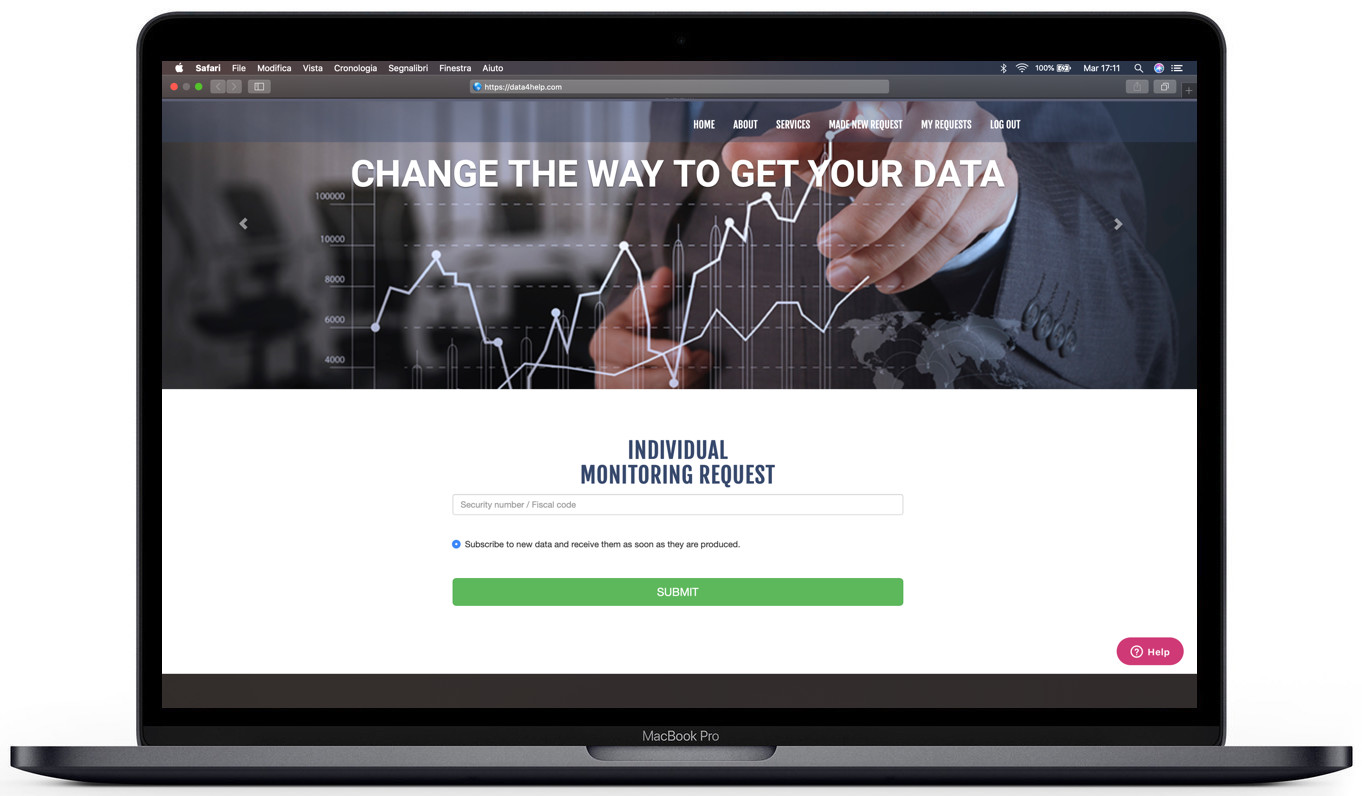 Safari File Modifica Vista Cronologia Segnalibri Finestra Aiuto 100% Mar 17:11
https://data4help.com
HOME ABOUT SERVICES MADE NEW REQUEST MY REQUESTS LOG OUT
CHANGE THE WAY TO GET YOUR DATA
100000
10000
8000
6000
4000
INDIVIDUAL
MONITORING REQUEST
Security number / Fiscal code
Subscribe to new data and receive them as soon as they are produced.
SUBMIT
Help
MacBook Pro